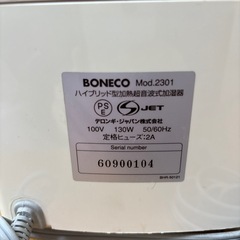 BONECO Mod.2301
ハイブリッド型加熱超音波式加湿器
PS
E
S JET
デロンギ・ジャパン株式会社
100V 130W 50/60Hz
定格ヒューズ:2A
Serial number
60900104